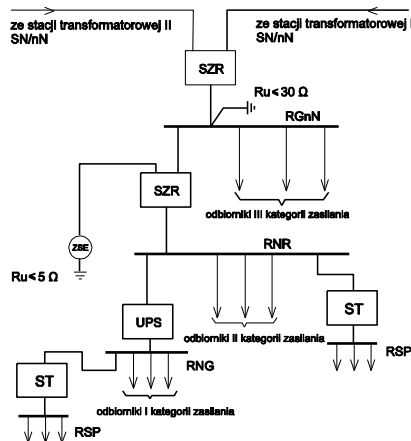 ze stacji transformatorowej II
SN/nN
ze stacji transformatorowej I
SN/nN
SZR
Ru<30 Ω
RGnN
SZR
odbiorniki III kategorii zasilania
ZSE
RNR
Ru<5 Ω
UPS
ST
odbiorniki II kategorii zasilania
RNG
RSP
ST
odbiorniki I kategorii zasilania
RSP